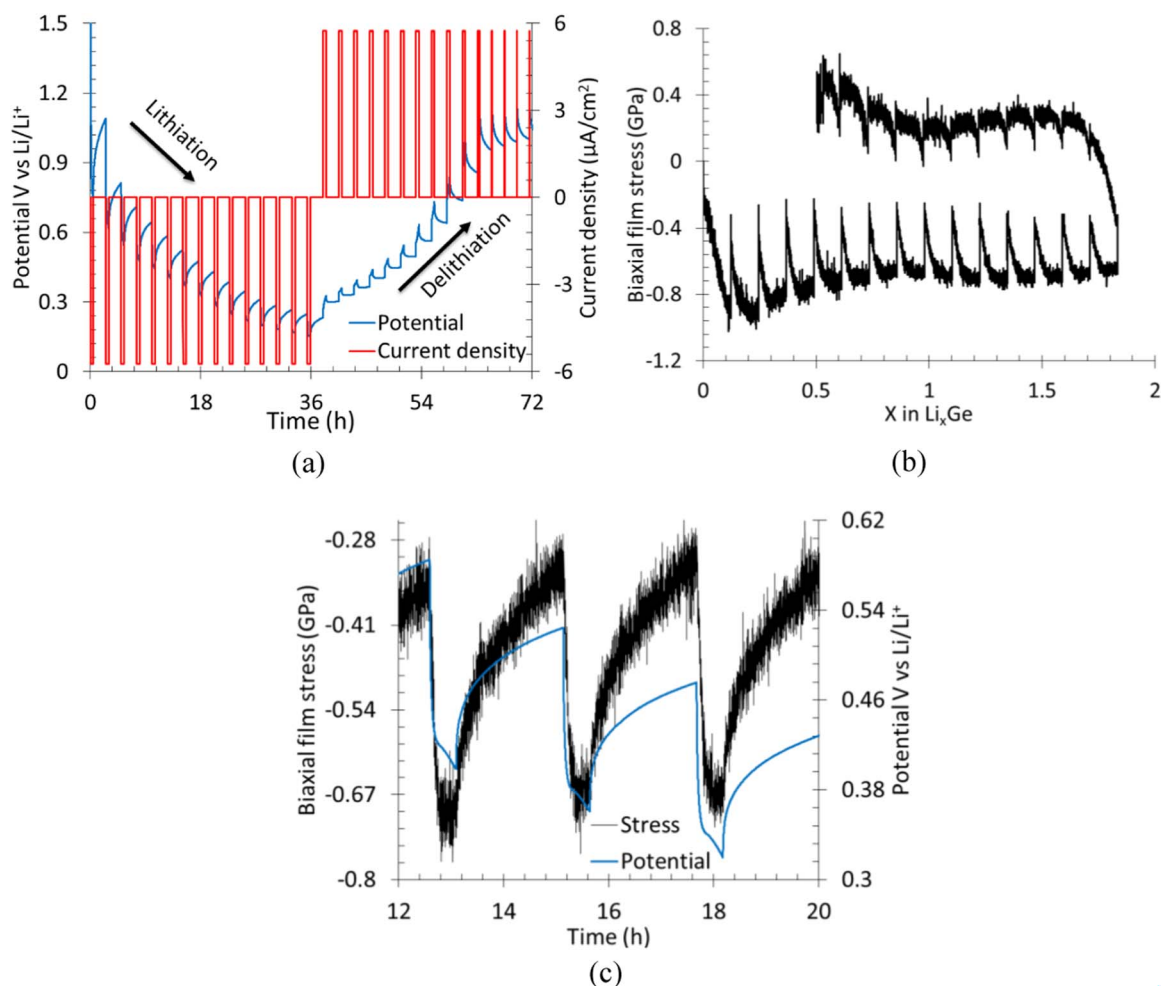 1.5
1.2
0.9
0.6
0.3
0
Potential V vs Li/Li⁺
Lithiation
Delithiation
Potential
Current density
6
3
0
-3
-6
Current density (µA/cm²)
0 18 36 54 72
Time (h)
(a)
0.8
0.4
0
-0.4
-0.8
-1.2
Biaxial film stress (GPa)
0 0.5 1 1.5 2
X in LiₓGe
(b)
-0.28
-0.41
-0.54
-0.67
-0.8
Biaxial film stress (GPa)
Stress
Potential
0.62
0.54
0.46
0.38
0.3
Potential V vs Li/Li⁺
12 14 16 18 20
Time (h)
(c)